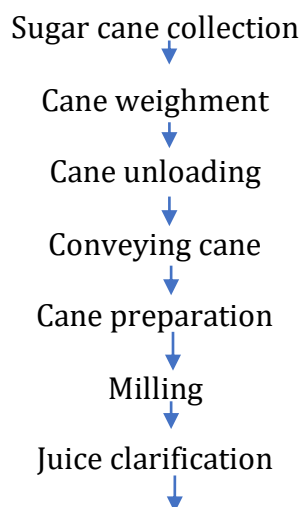 Sugar cane collection
Cane weighment
Cane unloading
Conveying cane
Cane preparation
Milling
Juice clarification